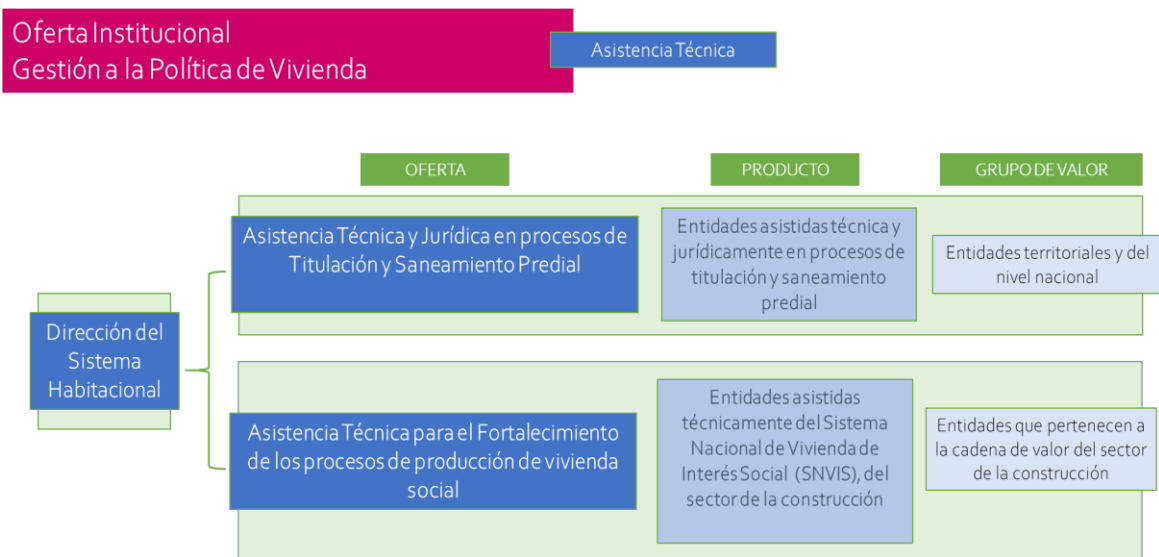 Oferta Institucional
Gestión a la Política de Vivienda
Asistencia Técnica
OFERTA
PRODUCTO
GRUPO DE VALOR
Dirección del
Sistema
Habitacional
Asistencia Técnica y Jurídica en procesos de
Titulación y Saneamiento Predial
Entidades asistidas técnica y
jurídicamente en procesos de
titulación y saneamiento
predial
Entidades territoriales y del
nivel nacional
Asistencia Técnica para el Fortalecimiento
de los procesos de producción de vivienda
social
Entidades asistidas
técnicamente del Sistema
Nacional de Vivienda de
Interés Social (SNVIS), del
sector de la construcción
Entidades que pertenecen a
la cadena de valor del sector
de la construcción